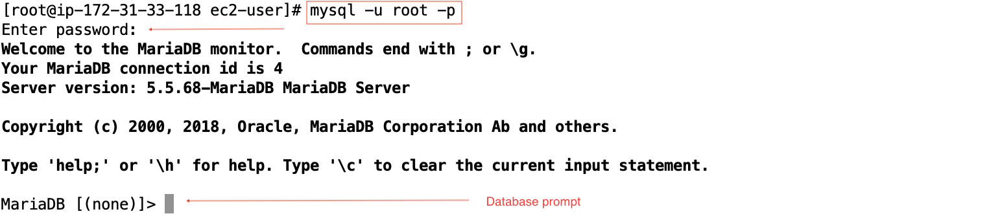 [root@ip-172-31-33-118 ec2-user]# mysql -u root -p
Enter password:
Welcome to the MariaDB monitor.  Commands end with ; or \g.
Your MariaDB connection id is 4
Server version: 5.5.68-MariaDB MariaDB Server
Copyright (c) 2000, 2018, Oracle, MariaDB Corporation Ab and others.
Type 'help;' or '\h' for help. Type '\c' to clear the current input statement.
MariaDB [(none)]> Database prompt